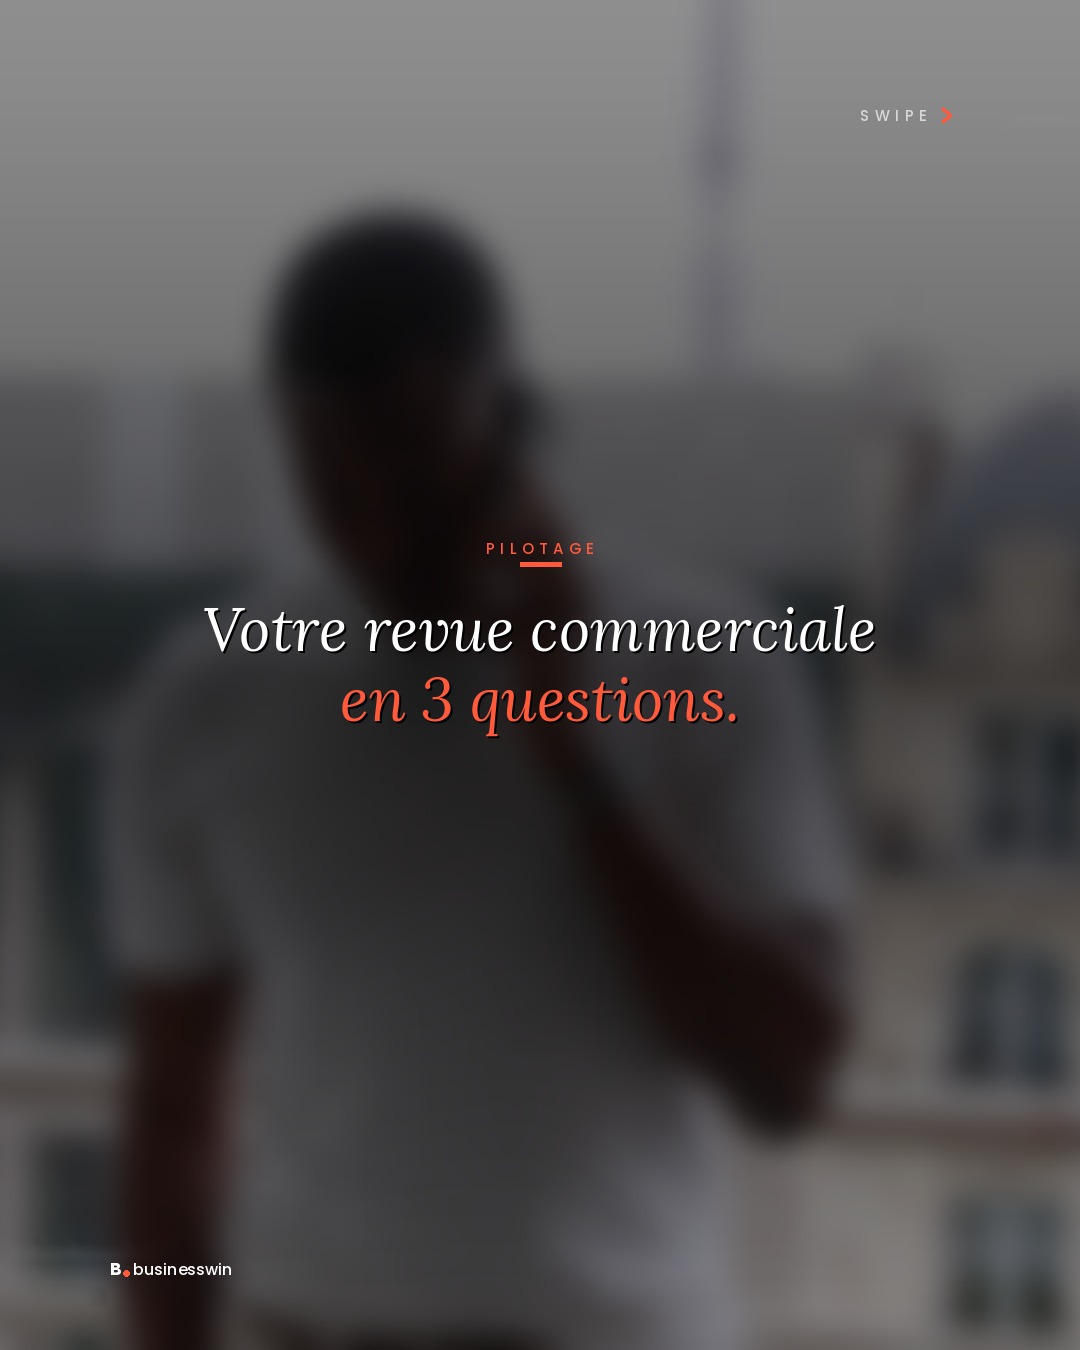 SWIPE
PILOTAGE
Votre revue commerciale
en 3 questions.
B.businesswin